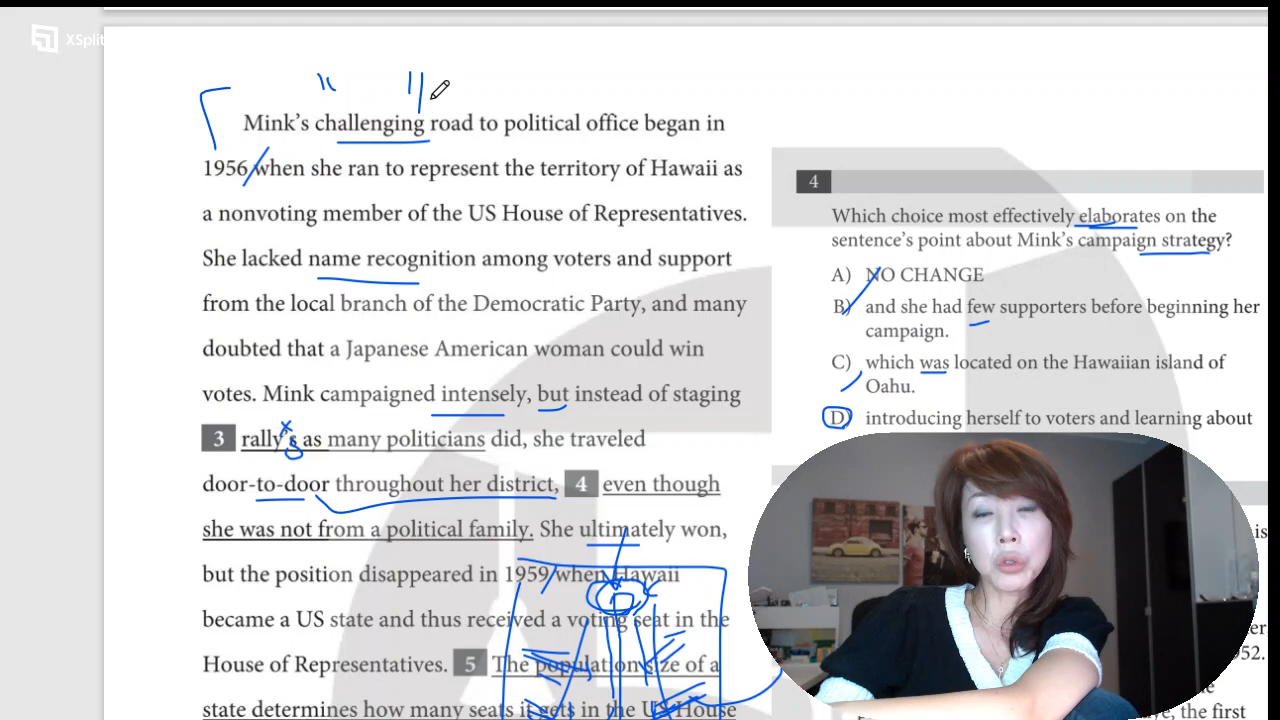 XSplit
Mink's challenging road to political office began in
1956 when she ran to represent the territory of Hawaii as
a nonvoting member of the US House of Representatives.
She lacked name recognition among voters and support
from the local branch of the Democratic Party, and many
doubted that a Japanese American woman could win
votes. Mink campaigned intensely, but instead of staging
3 rally's as many politicians did, she traveled
door-to-door throughout her district, 4 even though
she was not from a political family. She ultimately won,
but the position disappeared in 1959 when Hawaii
became a US state and thus received a voting seat in the
House of Representatives. 5 The population size of a
state determines how many seats it gets in the US House
4
Which choice most effectively elaborates on the
sentence's point about Mink's campaign strategy?
A) NO CHANGE
B) and she had few supporters before beginning her
campaign.
C) which was located on the Hawaiian island of
Oahu.
D) introducing herself to voters and learning about
is
952.
the first